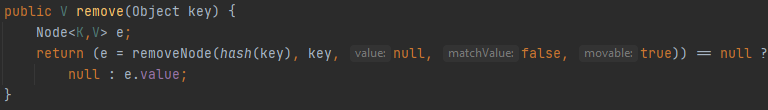 public V remove(Object key) {
    Node<K,V> e;
    return (e = removeNode(hash(key), key, value: null, matchValue: false, movable: true)) == null ?
        null : e.value;
}